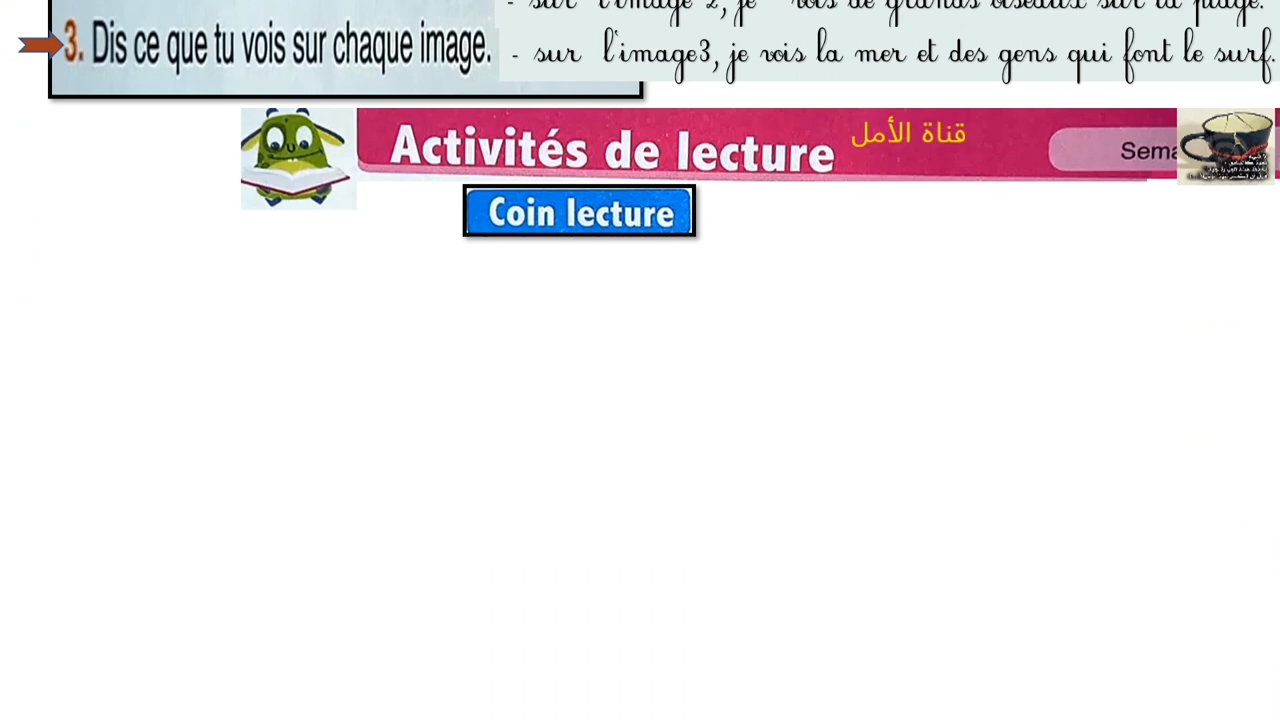 - sur l'image 2, je vois de grands oiseaux sur la plage.
3. Dis ce que tu vois sur chaque image.
- sur l'image3, je vois la mer et des gens qui font le surf.
Activités de lecture
قناة الأمل
Coin lecture